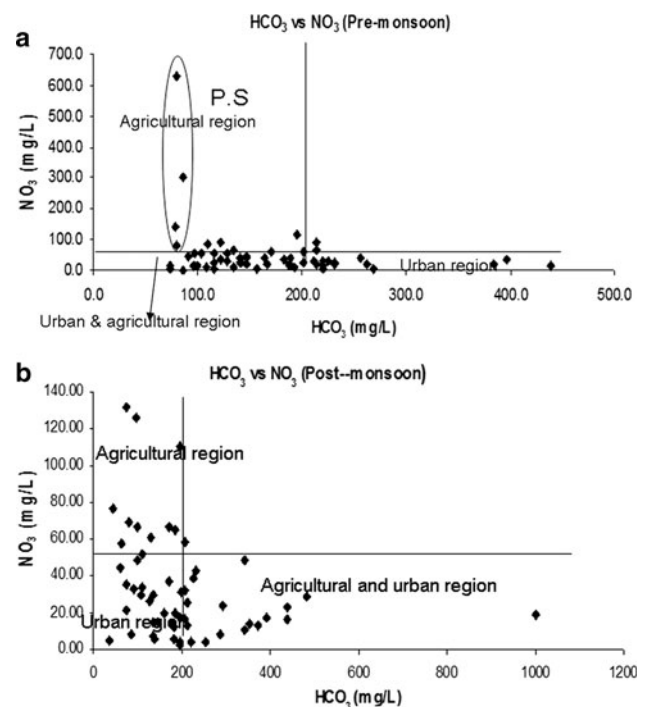 a
HCO3 vs NO3 (Pre-monsoon)
700.0
600.0
500.0
400.0
300.0
200.0
100.0
0.0
NO3 (mg/L)
P.S
Agricultural region
Urban region
0.0 100.0 200.0 300.0 400.0 500.0
Urban & agricultural region
HCO3 (mg/L)
b
HCO3 vs NO3 (Post--monsoon)
140.00
120.00
100.00
80.00
60.00
40.00
20.00
0.00
NO3 (mg/L)
Agricultural region
Agricultural and urban region
Urban region
0 200 400 600 800 1000 1200
HCO3 (mg/L)